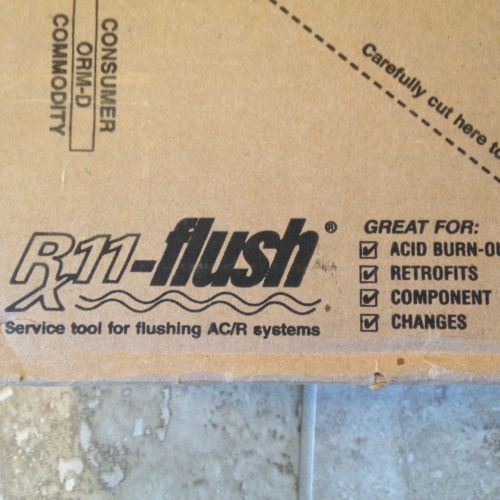 CONSUMER
ORM-D
COMMODITY
Carefully cut here to
Rx11-flush®
Service tool for flushing AC/R systems
GREAT FOR:
ACID BURN-OU
RETROFITS
COMPONENT
CHANGES